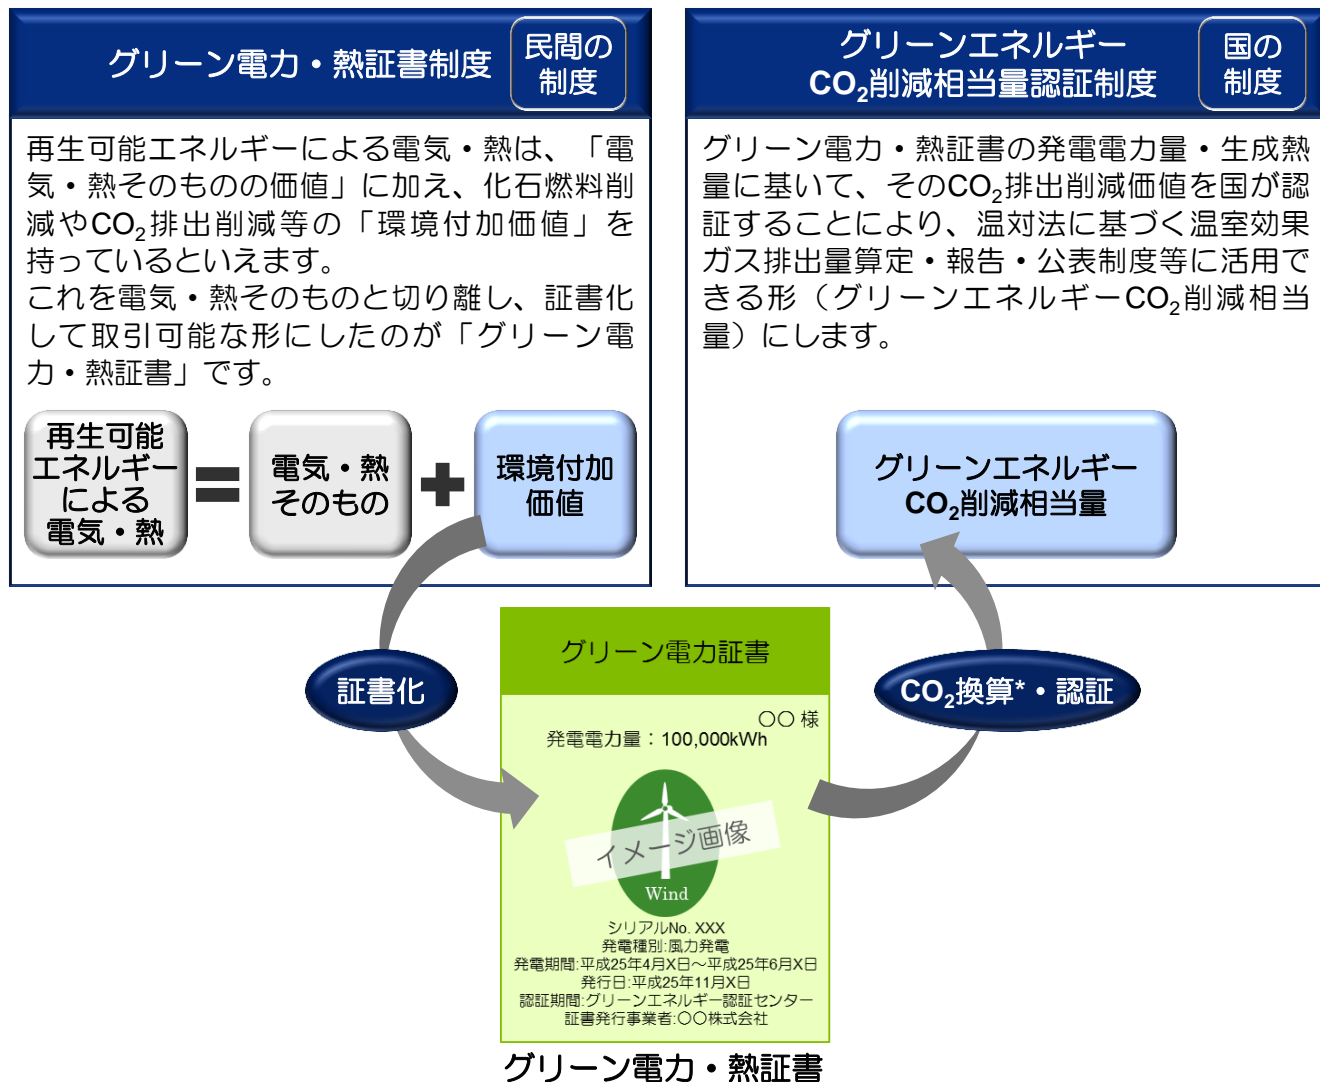 グリーン電力・熱証書制度
民間の
制度
再生可能エネルギーによる電気・熱は、「電
気・熱そのものの価値」に加え、化石燃料削
減やCO₂排出削減等の「環境付加価値」を
持っているといえます。
これを電気・熱そのものと切り離し、証書化
して取引可能な形にしたのが「グリーン電
力・熱証書」です。
再生可能
エネルギー
による
電気・熱
=
電気・熱
そのもの
+
環境付加
価値
グリーンエネルギー
CO₂削減相当量認証制度
国の
制度
グリーン電力・熱証書の発電電力量・生成熱
量に基いて、そのCO₂排出削減価値を国が認
証することにより、温対法に基づく温室効果
ガス排出量算定・報告・公表制度等に活用で
きる形（グリーンエネルギーCO₂削減相当
量）にします。
グリーンエネルギー
CO₂削減相当量
証書化
CO₂換算*・認証
グリーン電力証書
〇〇 様
発電電力量：100,000kWh
イメージ画像
Wind
シリアルNo. XXX
発電種別:風力発電
発電期間:平成25年4月X日～平成25年6月X日
発行日:平成25年11月X日
認証期間:グリーンエネルギー認証センター
証書発行事業者:〇〇株式会社
グリーン電力・熱証書